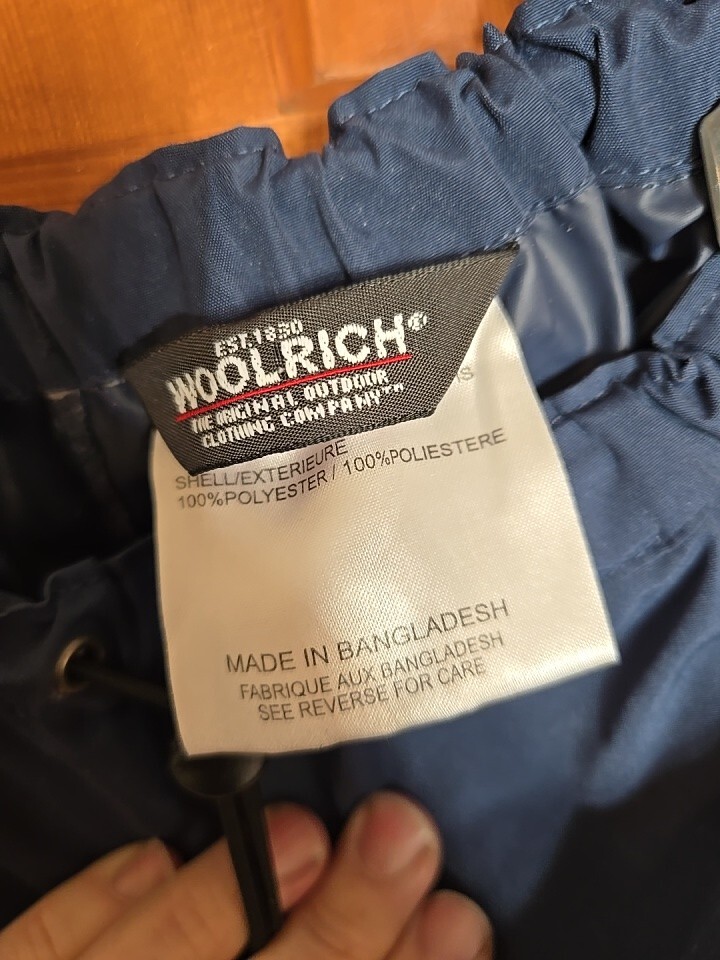 EST.1830
WOOLRICH®
THE ORIGINAL OUTDOOR
CLOTHING COMPANY™
SHELL/EXTERIEURE
100%POLYESTER / 100%POLIESTERE
MADE IN BANGLADESH
FABRIQUE AUX BANGLADESH
SEE REVERSE FOR CARE